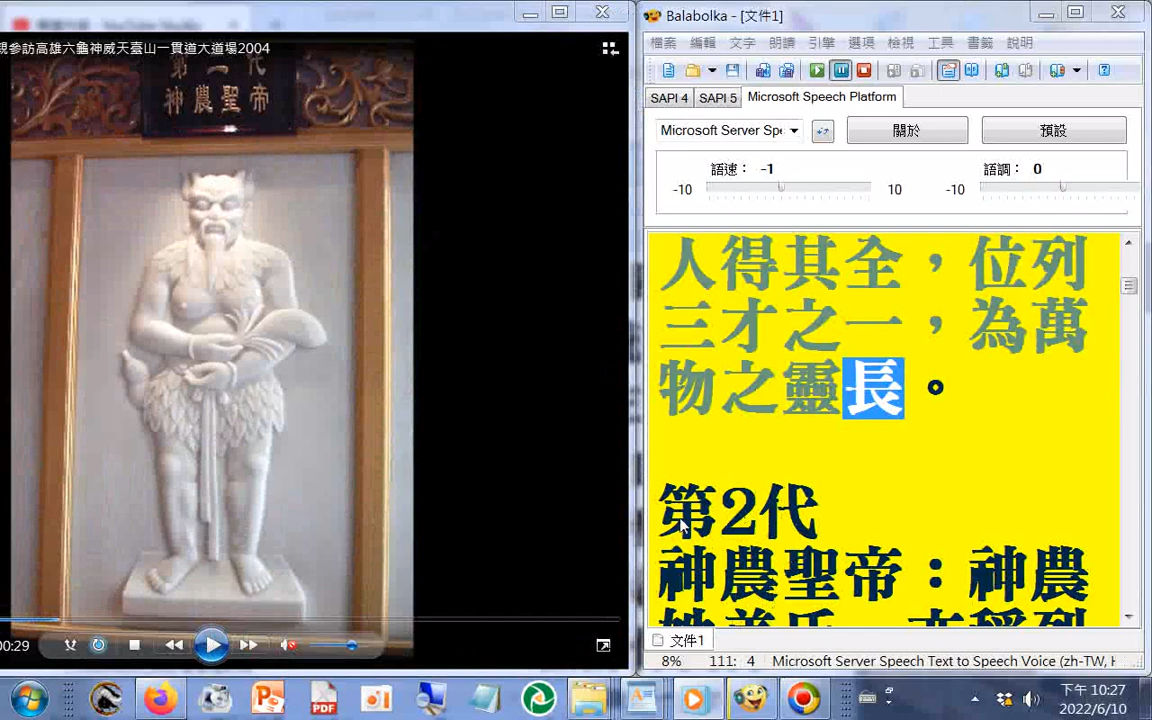 覌參訪高雄六龜神威天臺山一貫道大道場2004
第一代
神農聖帝
00:29
Balabolka - [文件1]
檔案
編輯
文字
朗讀
引擎
選項
檢視
工具
書籤
說明
SAPI 4
SAPI 5
Microsoft Speech Platform
Microsoft Server Spe
關於
預設
語速： -1
語調： 0
-10
10
-10
人得其全，位列
三才之一，為萬
物之靈長。
第2代
神農聖帝：神農
文件1
8%
111: 4
Microsoft Server Speech Text to Speech Voice (zh-TW, H
下午 10:27
2022/6/10